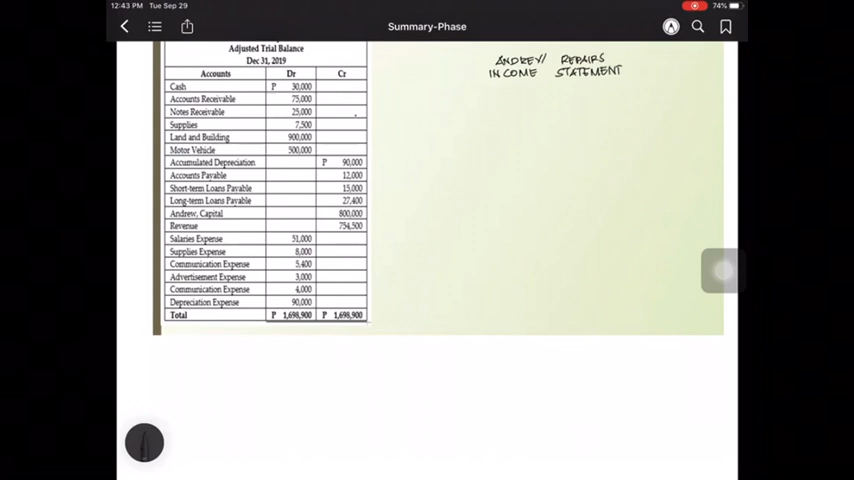 12:43 PM Tue Sep 29
74%
Summary-Phase
Adjusted Trial Balance
Dec 31, 2019
Accounts Dr Cr
Cash P 30,000
Accounts Receivable 75,000
Notes Receivable 25,000
Supplies 7,500
Land and Building 900,000
Motor Vehicle 500,000
Accumulated Depreciation P 90,000
Accounts Payable 12,000
Short-term Loans Payable 15,000
Long-term Loans Payable 27,400
Andrew, Capital 800,000
Revenue 754,500
Salaries Expense 51,000
Supplies Expense 8,000
Communication Expense 5,400
Advertisement Expense 3,000
Communication Expense 4,000
Depreciation Expense 90,000
Total P 1,698,900 P 1,698,900
REPAIRS
INCOME STATEMENT